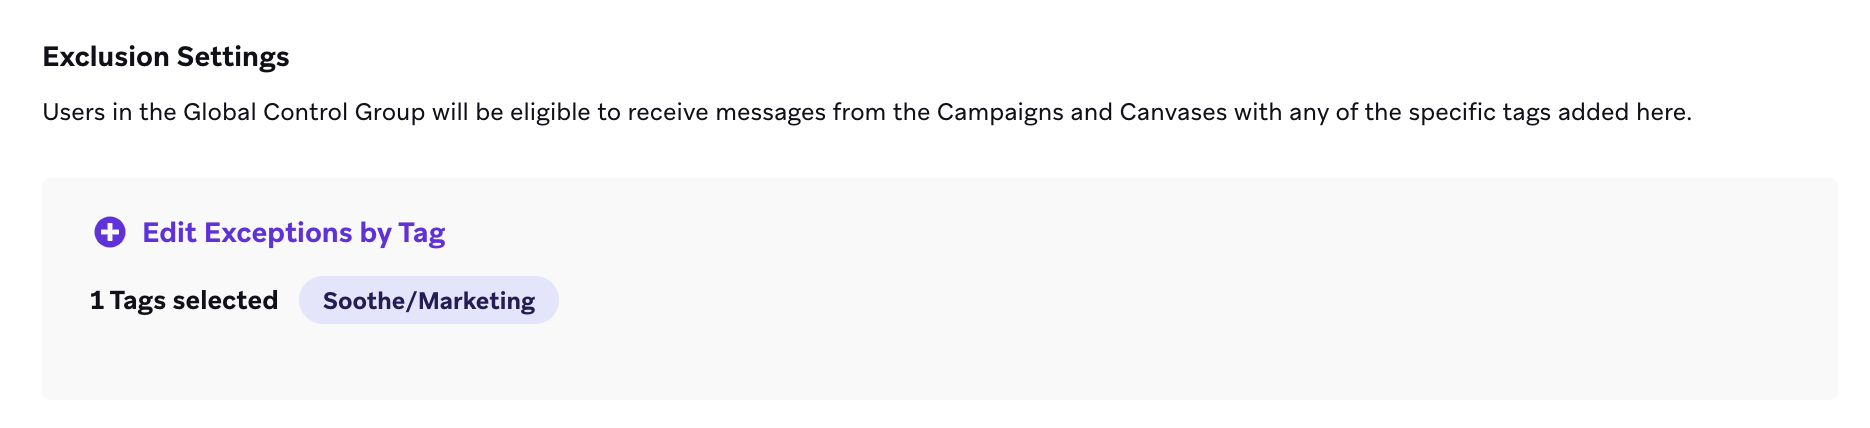 Exclusion Settings
Users in the Global Control Group will be eligible to receive messages from the Campaigns and Canvases with any of the specific tags added here.
Edit Exceptions by Tag
1 Tags selected Soothe/Marketing